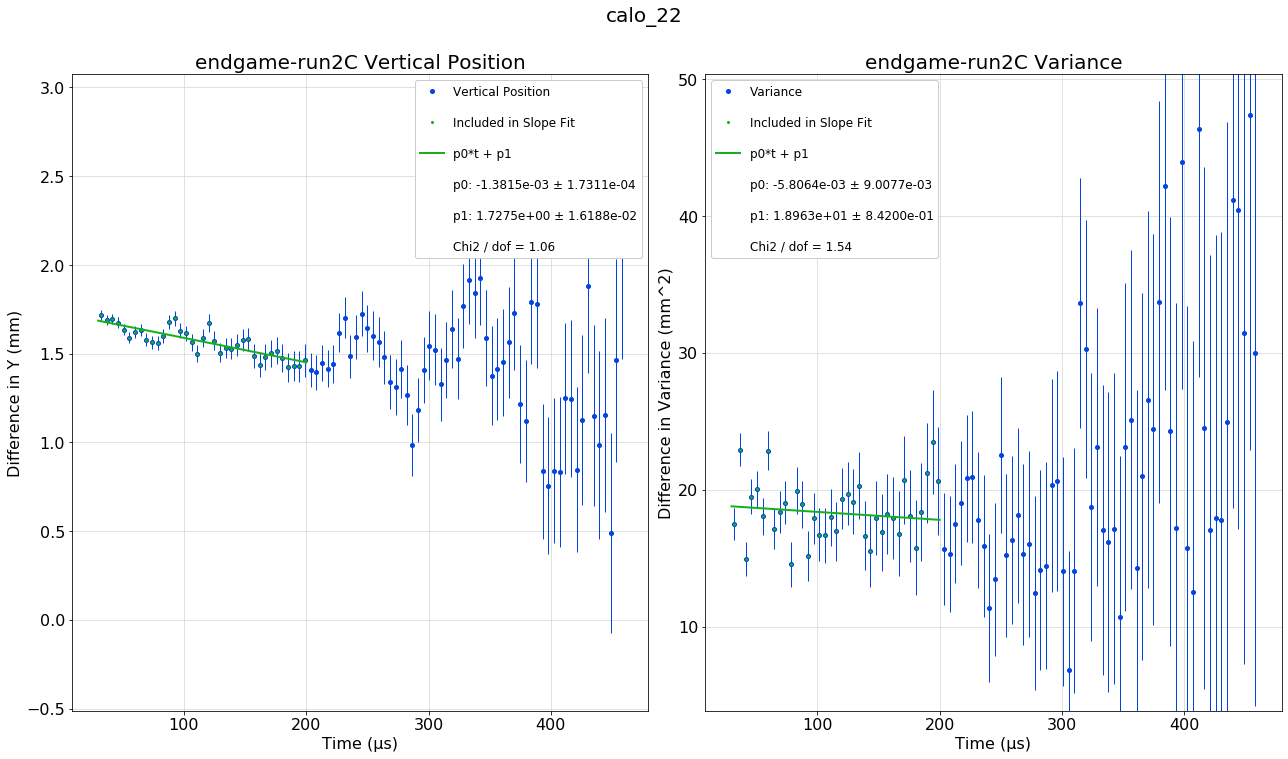 calo_22
endgame-run2C Vertical Position
Difference in Y (mm)
3.0
2.5
2.0
1.5
1.0
0.5
0.0
−0.5
100
200
300
400
Time (μs)
Vertical Position
Included in Slope Fit
p0*t + p1
p0: -1.3815e-03 ± 1.7311e-04
p1: 1.7275e+00 ± 1.6188e-02
Chi2 / dof = 1.06
endgame-run2C Variance
Difference in Variance (mm^2)
50
40
30
20
10
100
200
300
400
Time (μs)
Variance
Included in Slope Fit
p0*t + p1
p0: -5.8064e-03 ± 9.0077e-03
p1: 1.8963e+01 ± 8.4200e-01
Chi2 / dof = 1.54